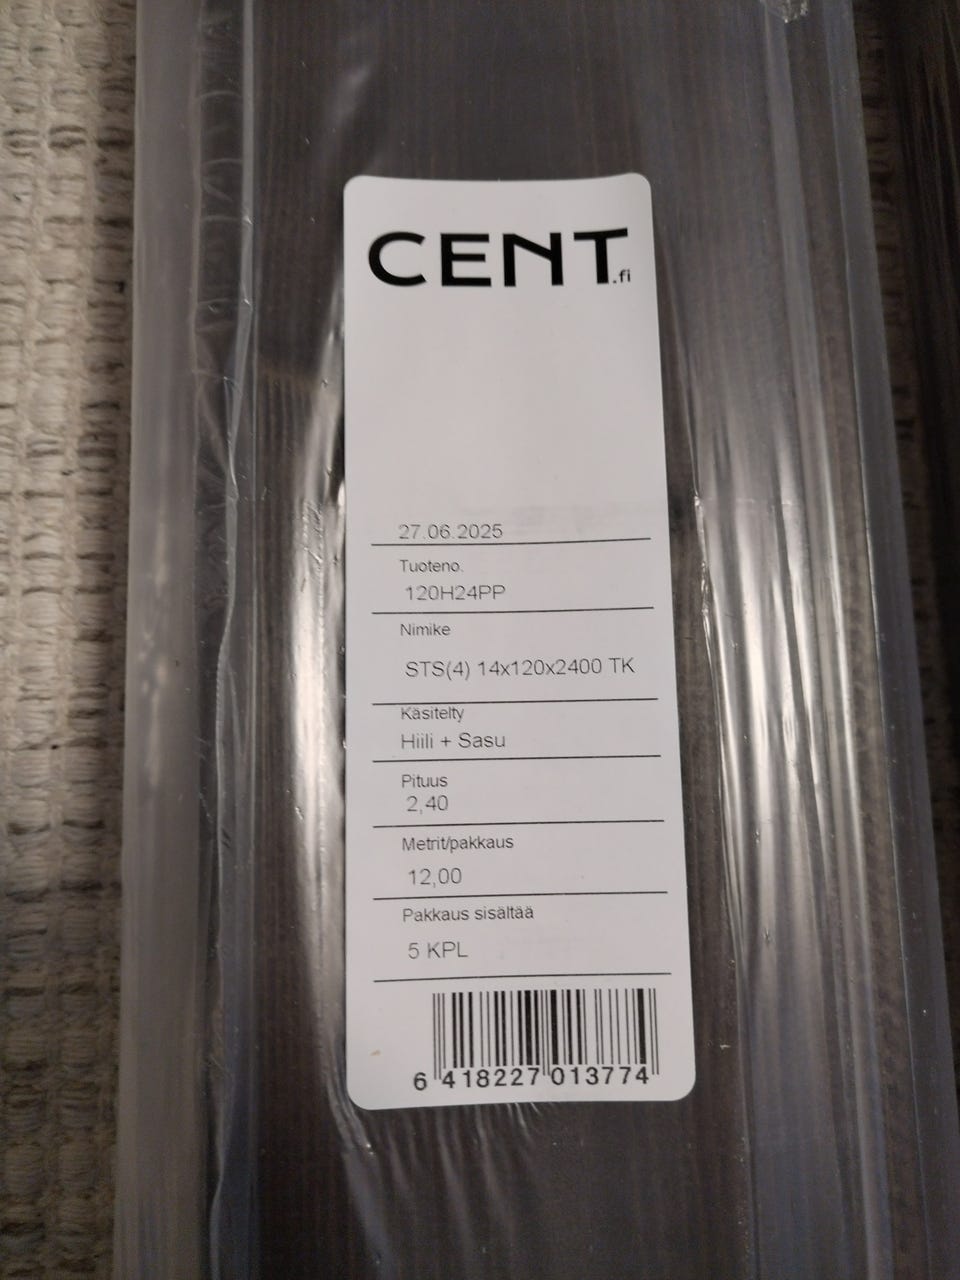 CENT.fi
27.06.2025
Tuoteno.
120H24PP
Nimike
STS(4) 14x120x2400 TK
Käsitelty
Hiili + Sasu
Pituus
2,40
Metrit/pakkaus
12,00
Pakkaus sisältää
5 KPL
6 418227 013774